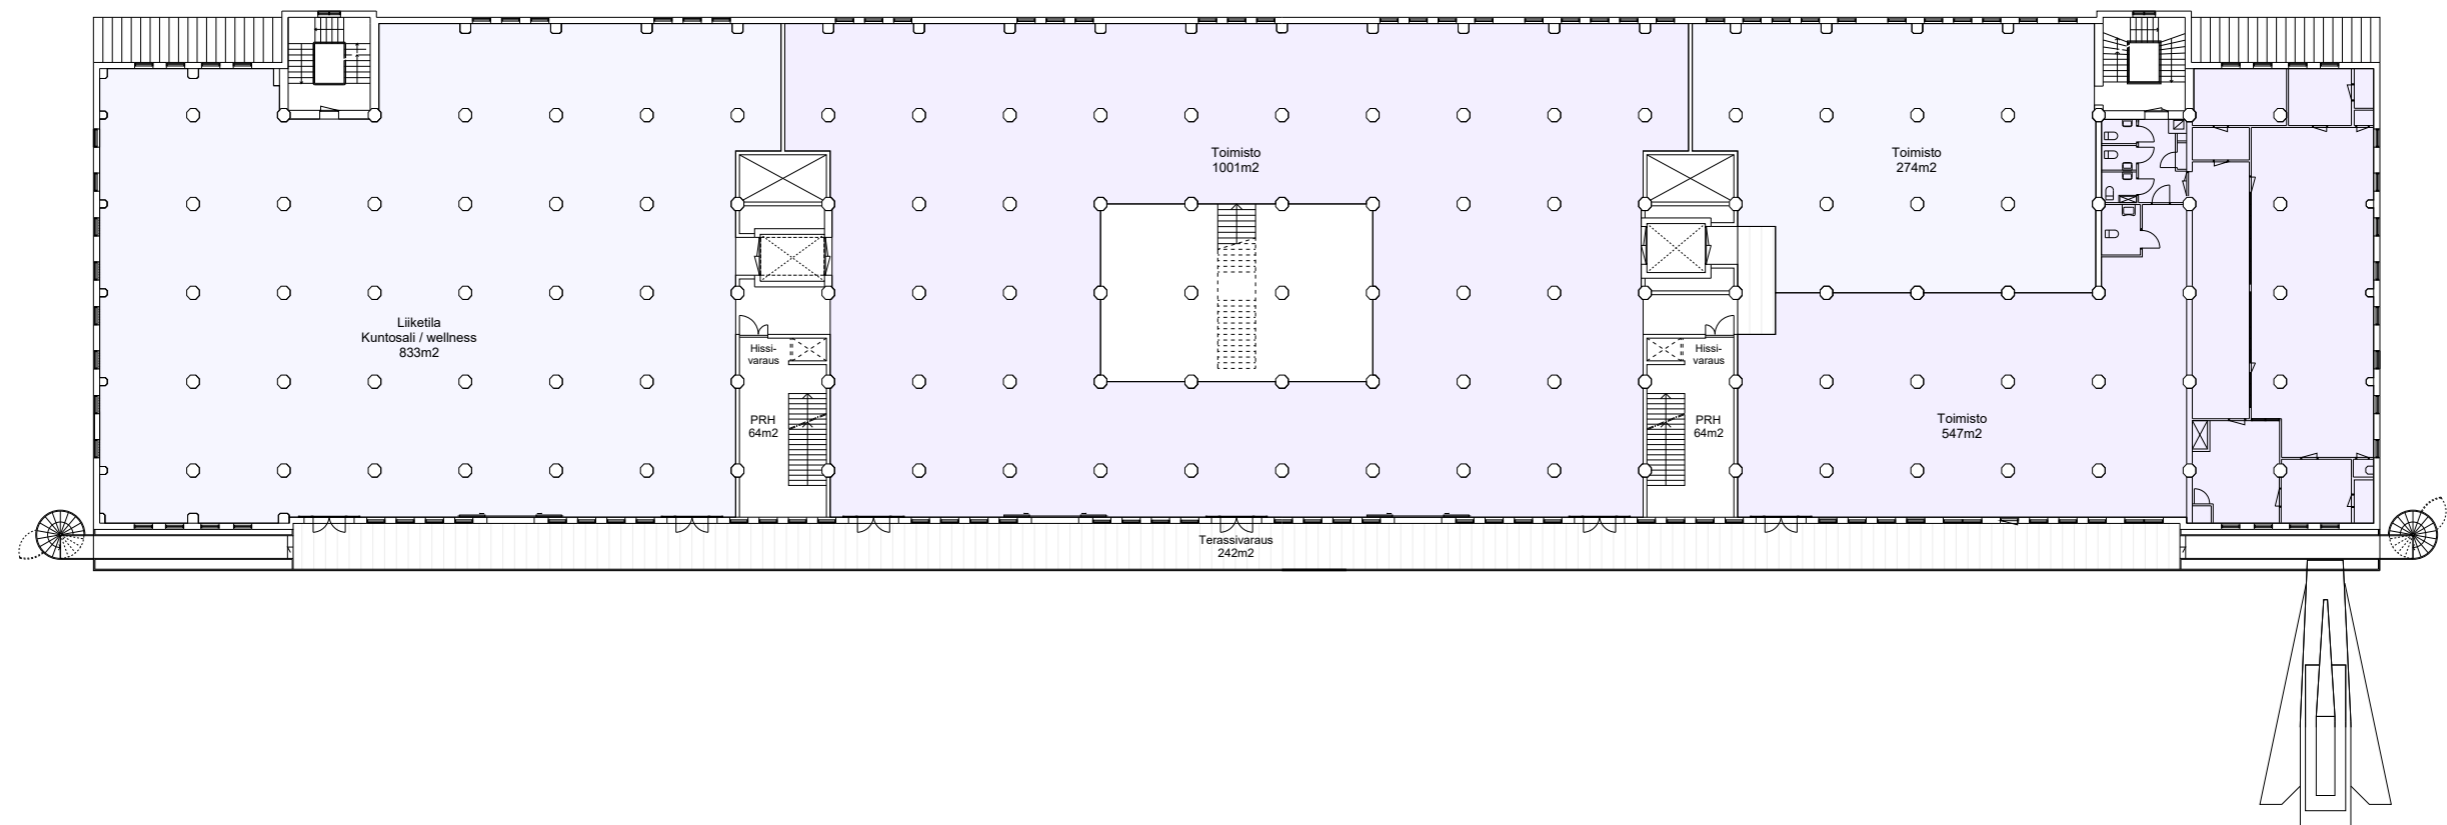 Toimisto
1001m2
Toimisto
274m2
Liiketila
Kuntosali / wellness
833m2
Hissi-
varaus
Hissi-
varaus
PRH
64m2
PRH
64m2
Toimisto
547m2
Terassivaraus
242m2